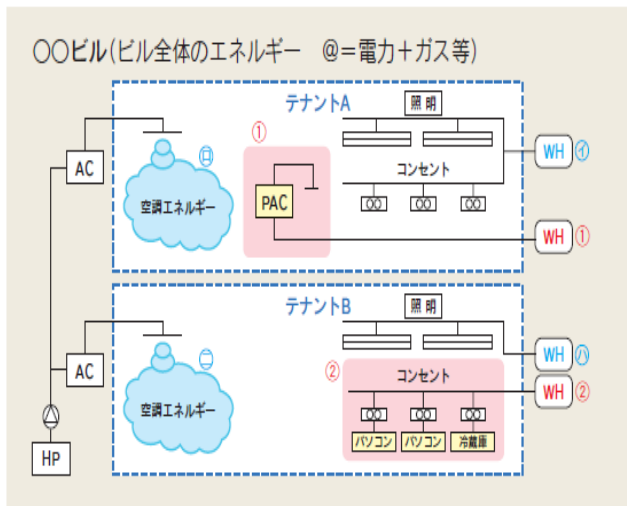 〇〇ビル(ビル全体のエネルギー　@=電力+ガス等)
テナントA
照 明
①
WH ㋑
AC
㋺
コンセント
空調エネルギー
PAC
WH ①
テナントB
照 明
WH ㋩
②
コンセント
WH ②
AC
㊁
空調エネルギー
パソコン パソコン 冷蔵庫
HP